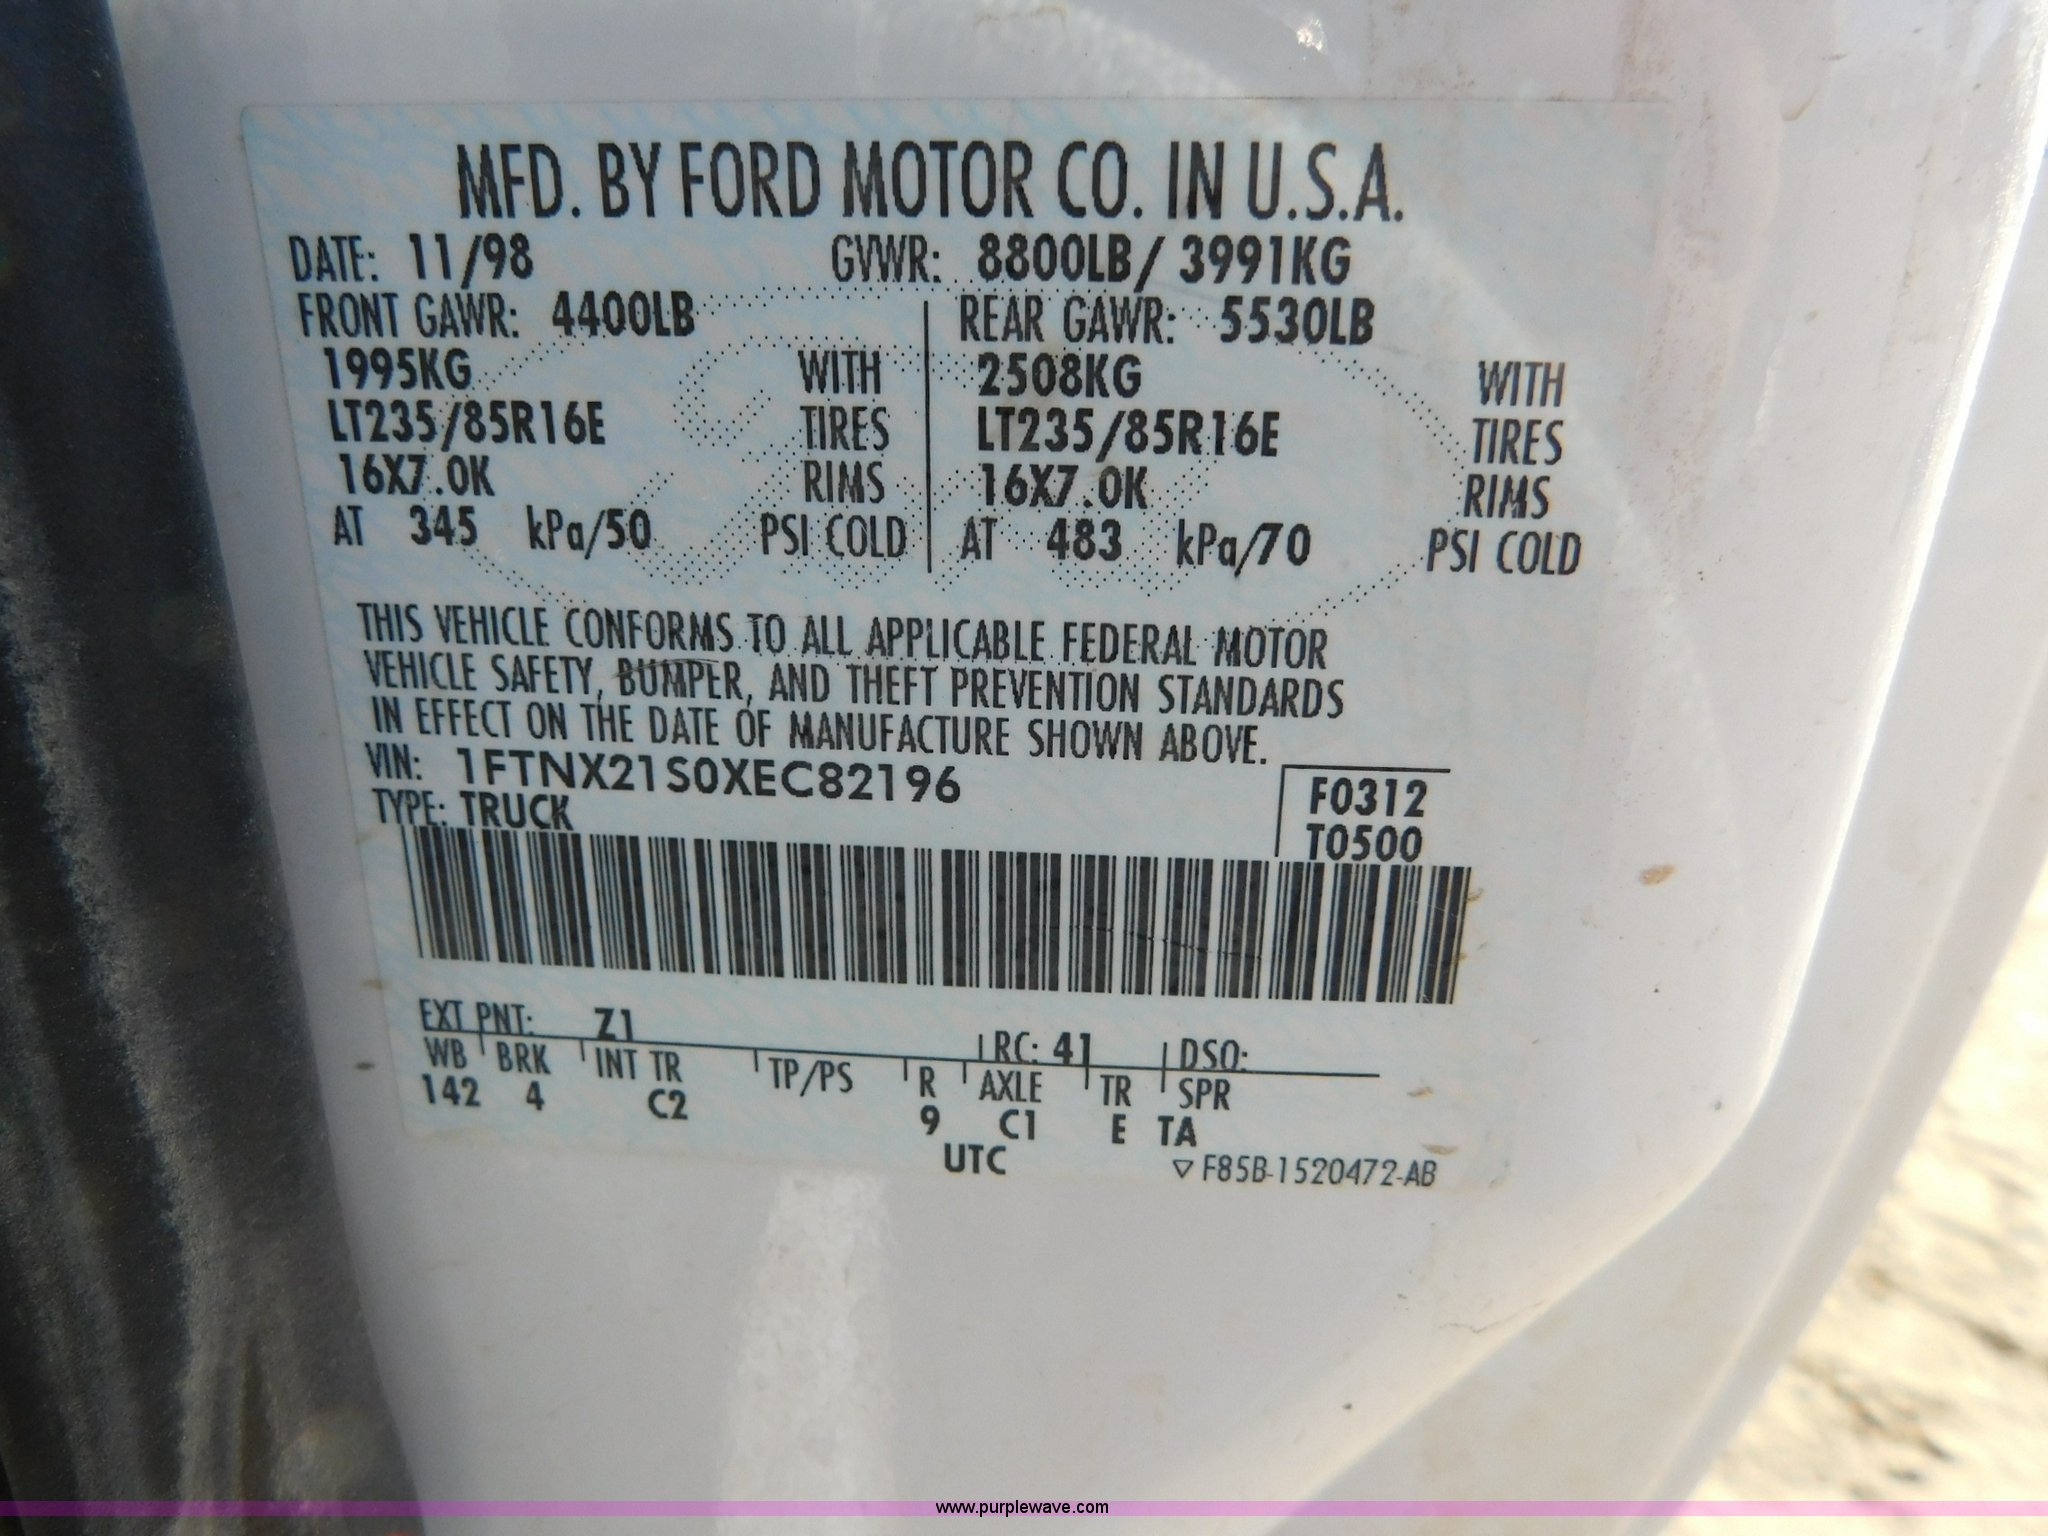 MFD. BY FORD MOTOR CO. IN U.S.A.
DATE: 11/98 GVWR: 8800LB/ 3991KG
FRONT GAWR: 4400LB REAR GAWR: 5530LB
1995KG WITH 2508KG WITH
LT235/85R16E TIRES LT235/85R16E TIRES
16X7.0K RIMS 16X7.0K RIMS
AT 345 kPa/50 PSI COLD AT 483 kPa/70 PSI COLD
THIS VEHICLE CONFORMS TO ALL APPLICABLE FEDERAL MOTOR
VEHICLE SAFETY, BUMPER, AND THEFT PREVENTION STANDARDS
IN EFFECT ON THE DATE OF MANUFACTURE SHOWN ABOVE.
VIN: 1FTNX21S0XEC82196 F0312
TYPE: TRUCK T0500
EXT PNT: Z1 RC: 41 DSO:
WB BRK INT TR TP/PS R AXLE TR SPR
142 4 C2 9 C1 E TA
UTC ▽ F85B-1520472-AB
www.purplewave.com